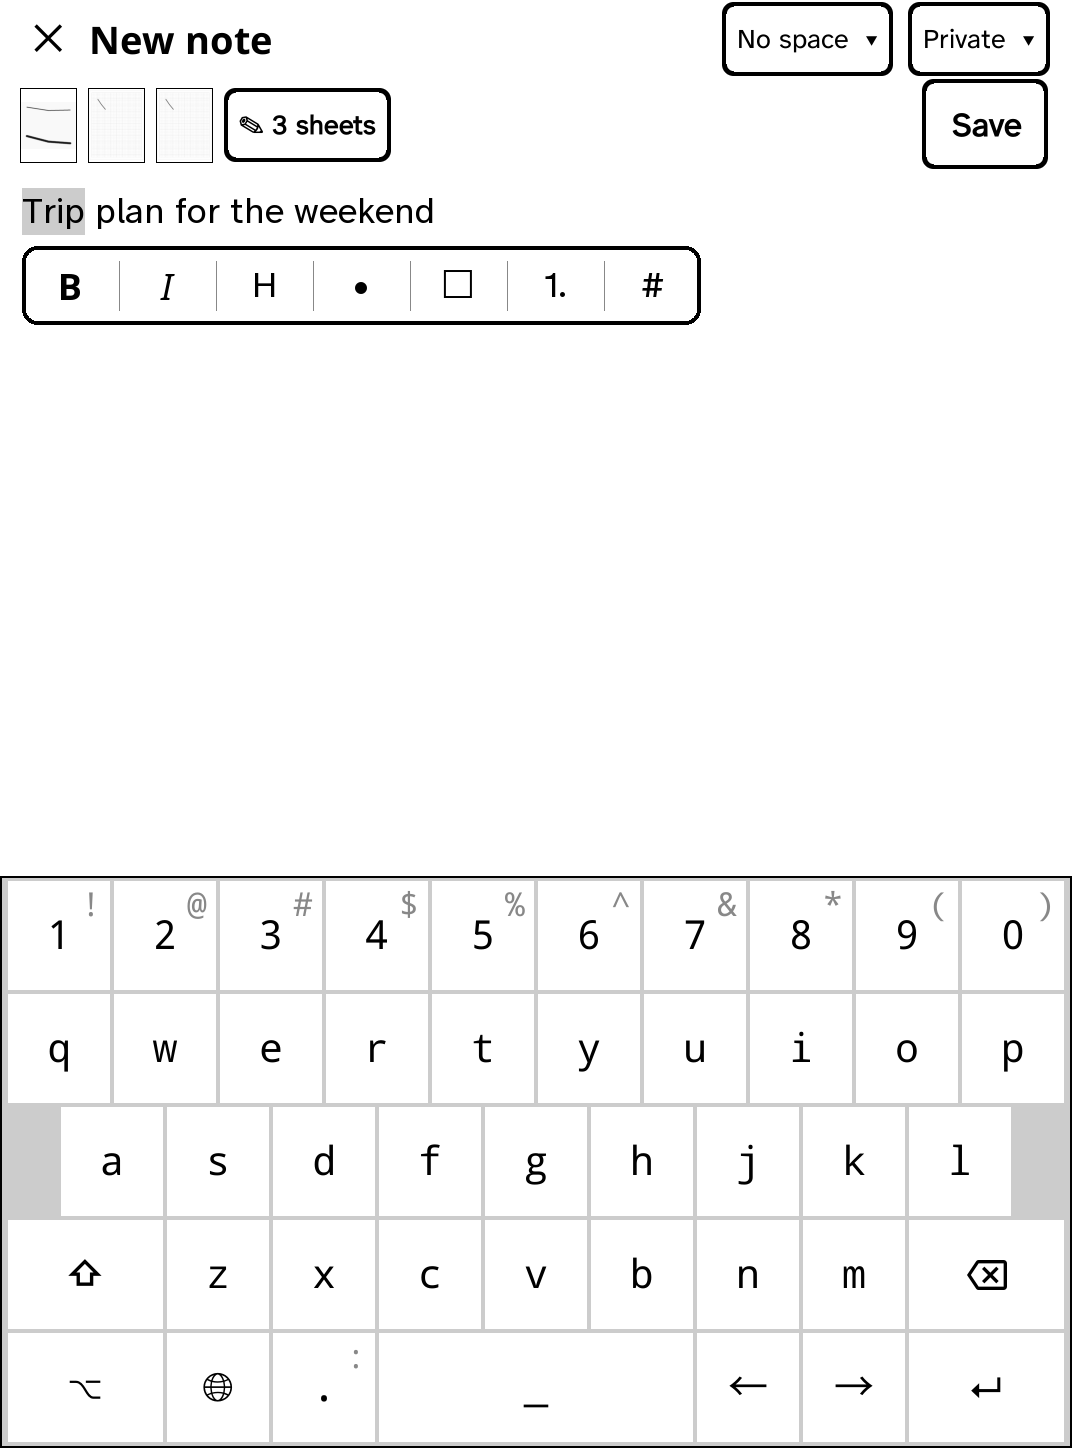 × New note No space ▾ Private ▾
✎ 3 sheets Save
Trip plan for the weekend
B I H • ☐ 1. #
1 ! 2 @ 3 # 4 $ 5 % 6 ^ 7 & 8 * 9 ( 0 )
q w e r t y u i o p
a s d f g h j k l
⇧ z x c v b n m ⌫
⌥ 🌐 . : _ ← → ↵